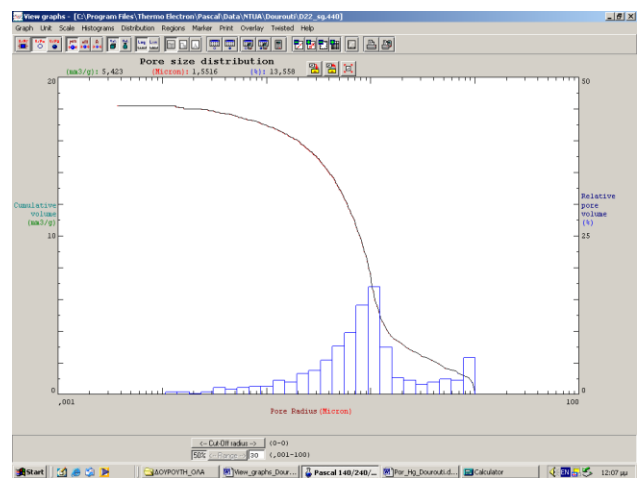 View graphs - [C:\Program Files\Thermo Electron\Pascal\Data\NTUA\Dourouti\D22_sg.440]
Graph Unit Scale Histograms Distribution Regions Marker Print Overlay Twisted Help
Pore size distribution
(mm3/g): 5,423 (Micron): 1,5516 (%): 13,558
20 50
Cumulative volume (mm3/g)
Relative pore volume (%)
10 25
0 0
,001 100
Pore Radius(Micron)
<- Cut-Off radius -> (0-0)
50% <- Range -> 30 (,001-100)
Start ΔΟΥΡΟΥΤΗ_ΟΛΑ View_graphs_Dour... Pascal 140/240/... Por_Hg_Dourouti.d... Calculator EN 12:07 μμ